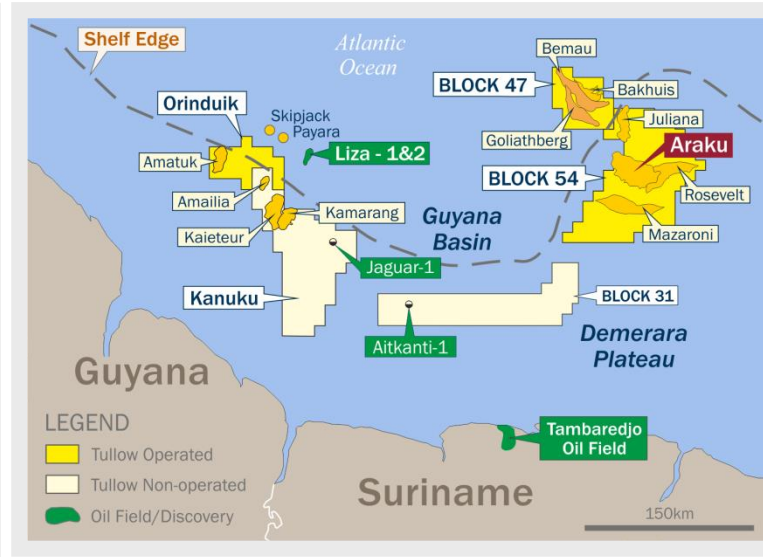 Shelf Edge
Atlantic
Ocean
Bemau
BLOCK 47
Bakhuis
Orinduik
Skipjack
Payara
Juliana
Goliathberg
Araku
Amatuk
Liza - 1&2
BLOCK 54
Rosevelt
Amailia
Kamarang
Guyana
Basin
Kaieteur
Mazaroni
Jaguar-1
Kanuku
BLOCK 31
Aitkanti-1
Demerara
Plateau
Guyana
LEGEND
Tullow Operated
Tullow Non-operated
Oil Field/Discovery
Tambaredjo
Oil Field
Suriname
150km